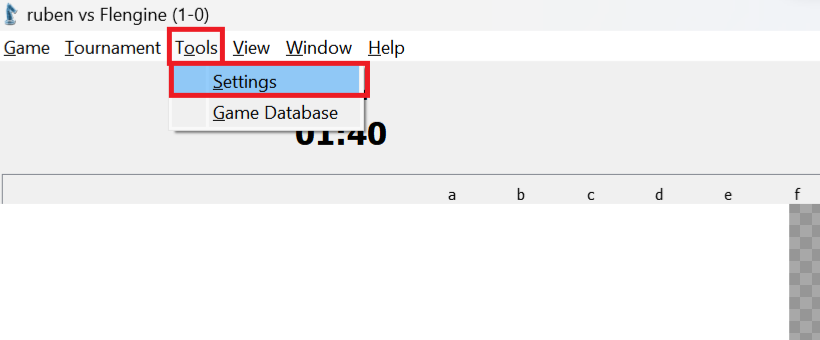 ruben vs Flengine (1-0)
Game Tournament Tools View Window Help
Settings
Game Database
01:40
a b c d e f